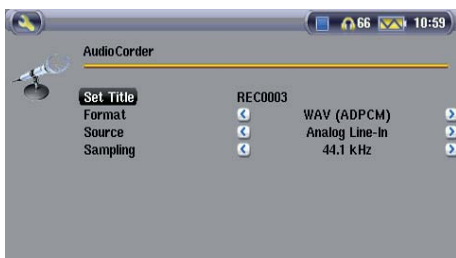 66 10:59
AudioCorder
Set Title REC0003
Format WAV (ADPCM)
Source Analog Line-In
Sampling 44.1 kHz